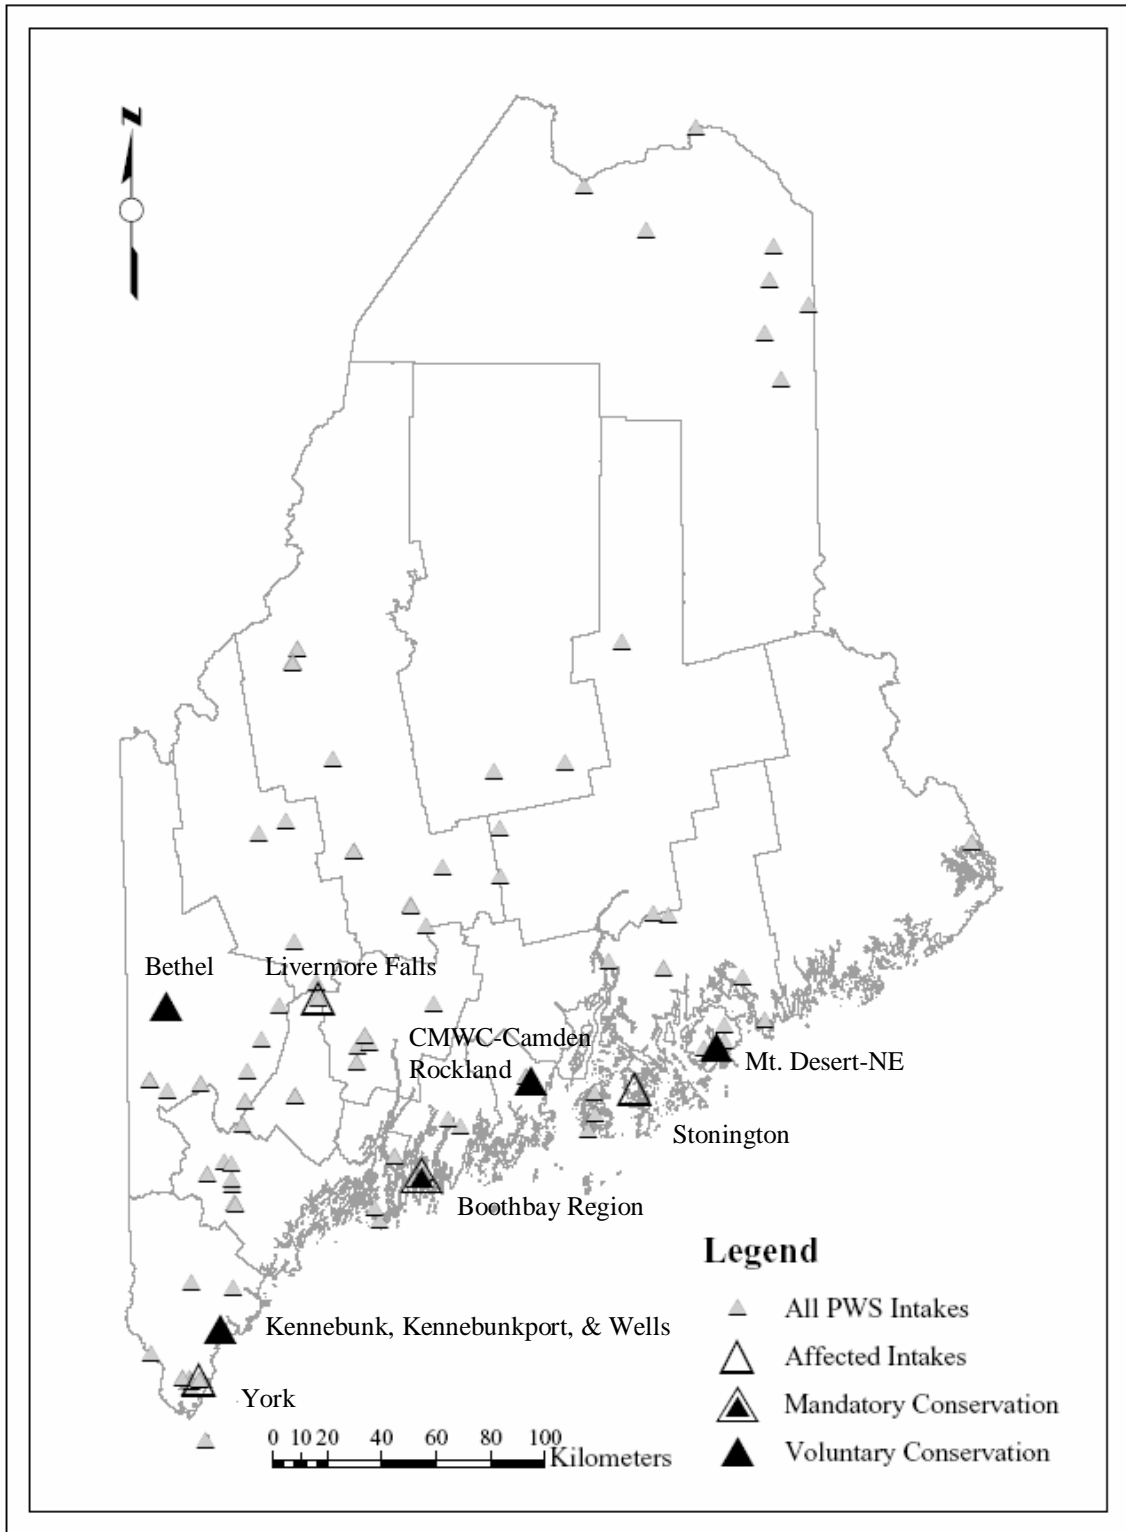 N
Bethel
Livermore Falls
CMWC-Camden
Rockland
Mt. Desert-NE
Stonington
Boothbay Region
Legend
All PWS Intakes
Kennebunk, Kennebunkport, & Wells
Affected Intakes
York
Mandatory Conservation
0 10 20 40 60 80 100
Kilometers
Voluntary Conservation